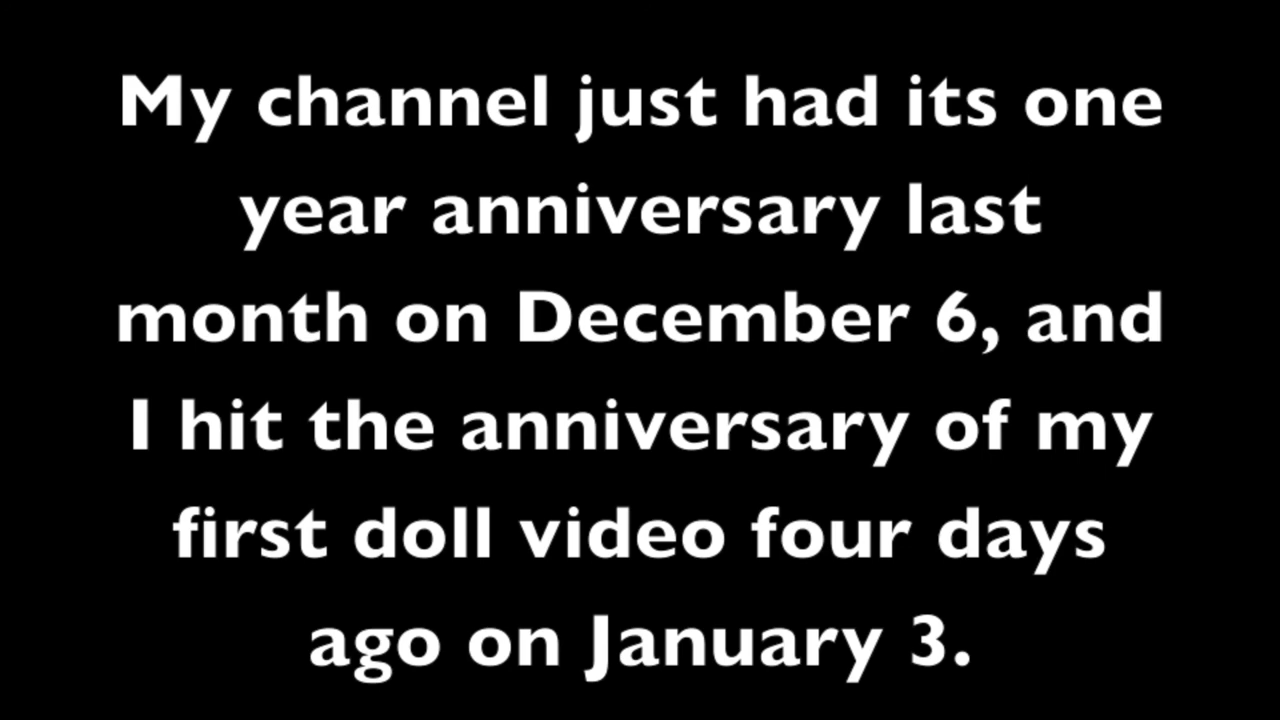 My channel just had its one
year anniversary last
month on December 6, and
I hit the anniversary of my
first doll video four days
ago on January 3.